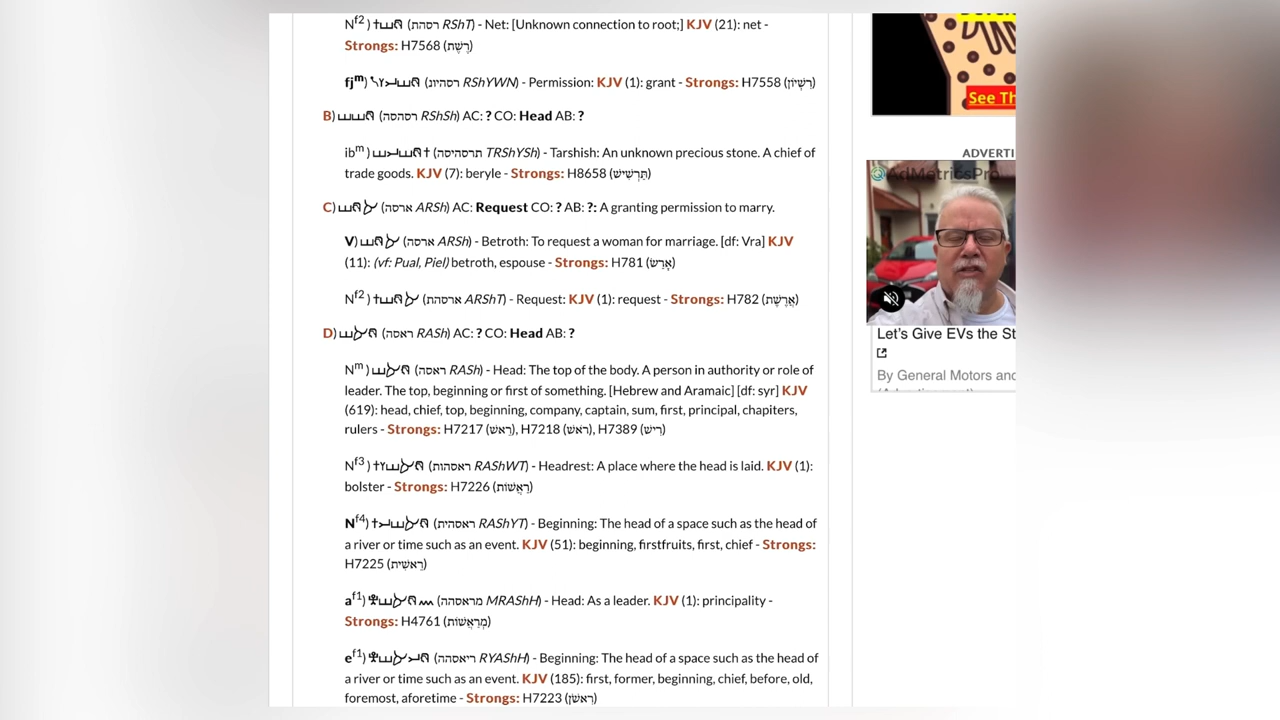 Nf2) (רסהת RShT) - Net: [Unknown connection to root;] KJV (21): net -
Strongs: H7568 (רֶשֶׁת)
fjm) (רסהיונ RShYWN) - Permission: KJV (1): grant - Strongs: H7558 (רִשְׁיוֹן)
B) (רסהסה RShSh) AC: ? CO: Head AB: ?
ibm) (תרסהיסה TRShYSh) - Tarshish: An unknown precious stone. A chief of
trade goods. KJV (7): beryle - Strongs: H8658 (תַּרְשִׁישׁ)
C) (ארסה ARSh) AC: Request CO: ? AB: ?: A granting permission to marry.
V) (ארסה ARSh) - Betroth: To request a woman for marriage. [df: Vra] KJV
(11): (vf: Pual, Piel) betroth, espouse - Strongs: H781 (אָרַשׂ)
Nf2) (ארסהת ARShT) - Request: KJV (1): request - Strongs: H782 (אֲרֶשֶׁת)
D) (ראסה RASh) AC: ? CO: Head AB: ?
Nm) (ראסה RASh) - Head: The top of the body. A person in authority or role of
leader. The top, beginning or first of something. [Hebrew and Aramaic] [df: syr] KJV
(619): head, chief, top, beginning, company, captain, sum, first, principal, chapiters,
rulers - Strongs: H7217 (רֵאשׁ), H7218 (רֹאשׁ), H7389 (רֵישׁ)
Nf3) (ראסהות RAShWT) - Headrest: A place where the head is laid. KJV (1):
bolster - Strongs: H7226 (רַאֲשׁוֹת)
Nf4) (ראסהית RAShYT) - Beginning: The head of a space such as the head of
a river or time such as an event. KJV (51): beginning, firstfruits, first, chief - Strongs:
H7225 (רֵאשִׁית)
af1) (מראסהה MRAShH) - Head: As a leader. KJV (1): principality -
Strongs: H4761 (מְרַאֲשׁוֹת)
ef1) (ריאסהה RYAShH) - Beginning: The head of a space such as the head of
a river or time such as an event. KJV (185): first, former, beginning, chief, before, old,
foremost, aforetime - Strongs: H7223 (רִאשֹׁן)
See Th
ADVERTI
AdMetricsPro
Let's Give EVs the St
By General Motors and